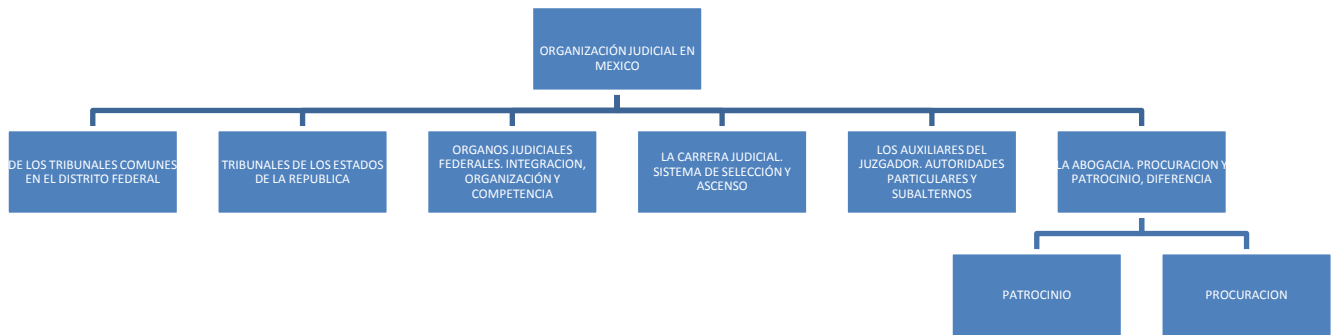 ORGANIZACIÓN JUDICIAL EN
MEXICO
DE LOS TRIBUNALES COMUNES
EN EL DISTRITO FEDERAL
TRIBUNALES DE LOS ESTADOS
DE LA REPUBLICA
ORGANOS JUDICIALES
FEDERALES. INTEGRACION,
ORGANIZACIÓN Y
COMPETENCIA
LA CARRERA JUDICIAL.
SISTEMA DE SELECCIÓN Y
ASCENSO
LOS AUXILIARES DEL
JUZGADOR. AUTORIDADES
PARTICULARES Y
SUBALTERNOS
LA ABOGACIA. PROCURACION Y
PATROCINIO, DIFERENCIA
PATROCINIO
PROCURACION